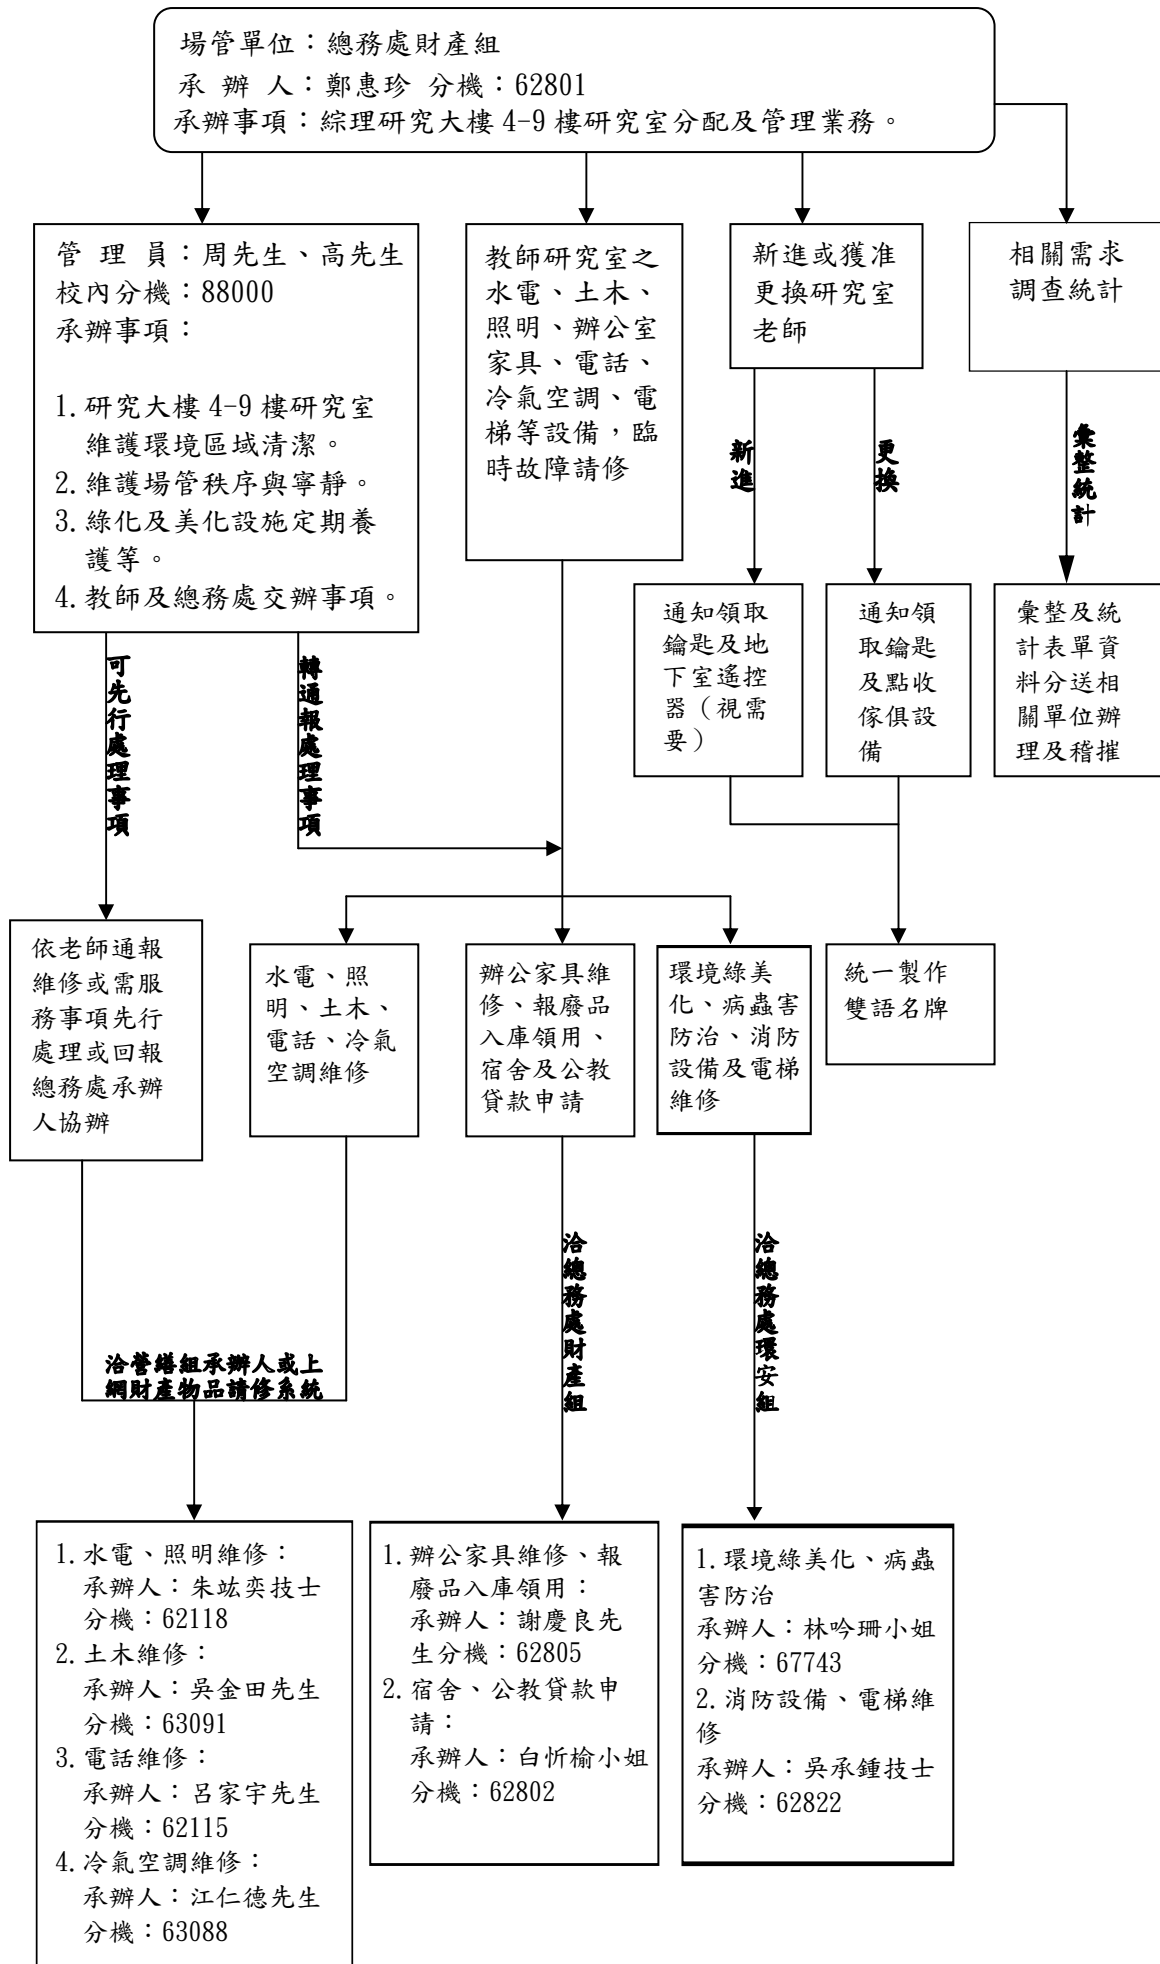 場管單位：總務處財產組
承 辦 人：鄭惠珍 分機：62801
承辦事項：綜理研究大樓 4-9 樓研究室分配及管理業務。
管 理 員：周先生、高先生
校內分機：88000
承辦事項：
1. 研究大樓 4-9 樓研究室
維護環境區域清潔。
2. 維護場管秩序與寧靜。
3. 綠化及美化設施定期養
護等。
4. 教師及總務處交辦事項。
教師研究室之
水電、土木、
照明、辦公室
家具、電話、
冷氣空調、電
梯等設備，臨
時故障請修
新進或獲准
更換研究室
老師
相關需求
調查統計
新進
更換
彙整統計
通知領取
鑰匙及地
下室遙控
器（視需
要）
通知領
取鑰匙
及點收
傢俱設
備
彙整及統
計表單資
料分送相
關單位辦
理及稽摧
可先行處理事項
轉通報處理事項
依老師通報
維修或需服
務事項先行
處理或回報
總務處承辦
人協辦
水電、照
明、土木、
電話、冷氣
空調維修
辦公家具維
修、報廢品
入庫領用、
宿舍及公教
貸款申請
環境綠美
化、病蟲害
防治、消防
設備及電梯
維修
統一製作
雙語名牌
洽營繕組承辦人或上
網財產物品請修系統
洽總務處財產組
洽總務處環安組
1. 水電、照明維修：
承辦人：朱竑奕技士
分機：62118
2. 土木維修：
承辦人：吳金田先生
分機：63091
3. 電話維修：
承辦人：呂家宇先生
分機：62115
4. 冷氣空調維修：
承辦人：江仁德先生
分機：63088
1. 辦公家具維修、報
廢品入庫領用：
承辦人：謝慶良先
生分機：62805
2. 宿舍、公教貸款申
請：
承辦人：白忻榆小姐
分機：62802
1. 環境綠美化、病蟲
害防治
承辦人：林吟珊小姐
分機：67743
2. 消防設備、電梯維
修
承辦人：吳承鍾技士
分機：62822